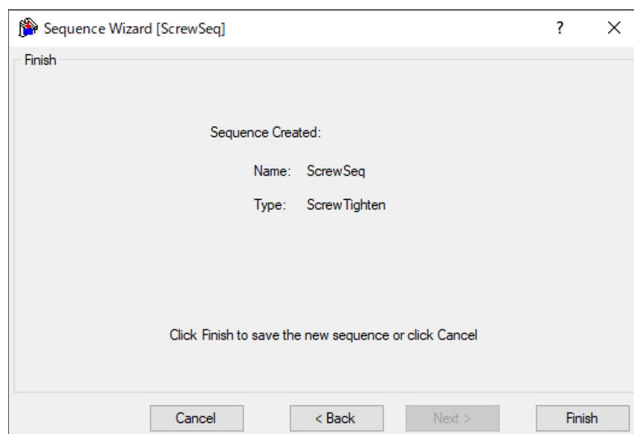 Sequence Wizard [ScrewSeq]
?
Finish
Sequence Created:
Name: ScrewSeq
Type: ScrewTighten
Click Finish to save the new sequence or click Cancel
Cancel
< Back
Next >
Finish